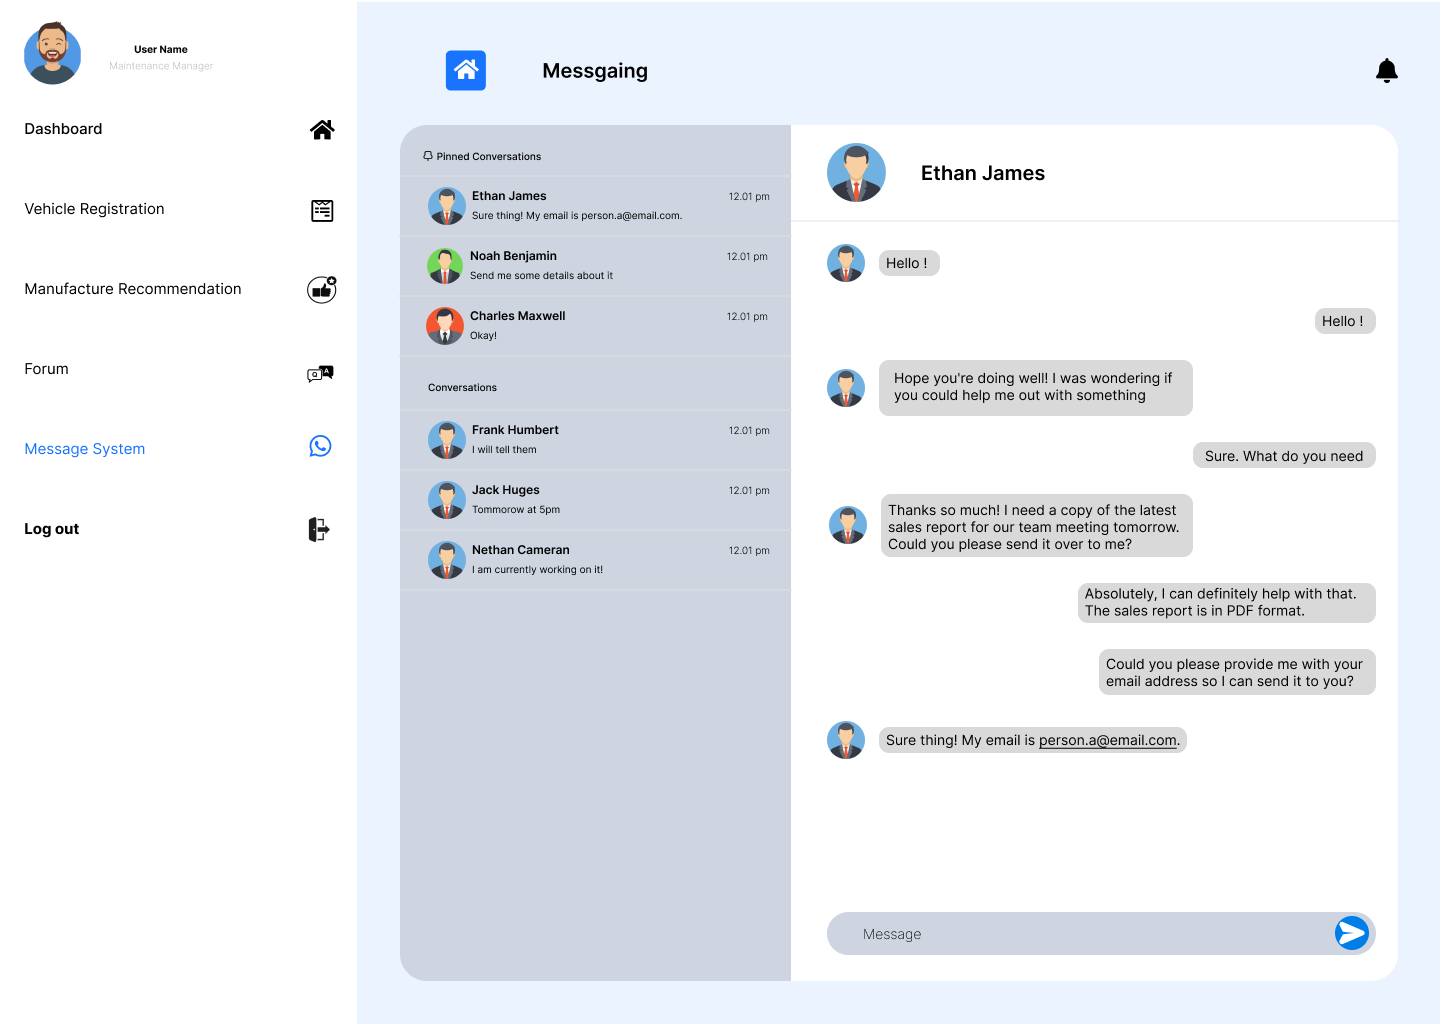 User Name
Maintenance Manager
Dashboard
Vehicle Registration
Manufacture Recommendation
Forum
Q A
Message System
Log out
Messgaing
Pinned Conversations
Ethan James 12.01 pm
Sure thing! My email is person.a@email.com.
Noah Benjamin 12.01 pm
Send me some details about it
Charles Maxwell 12.01 pm
Okay!
Conversations
Frank Humbert 12.01 pm
I will tell them
Jack Huges 12.01 pm
Tommorow at 5pm
Nethan Cameran 12.01 pm
I am currently working on it!
Ethan James
Hello !
Hello !
Hope you're doing well! I was wondering if
you could help me out with something
Sure. What do you need
Thanks so much! I need a copy of the latest
sales report for our team meeting tomorrow.
Could you please send it over to me?
Absolutely, I can definitely help with that.
The sales report is in PDF format.
Could you please provide me with your
email address so I can send it to you?
Sure thing! My email is person.a@email.com.
Message